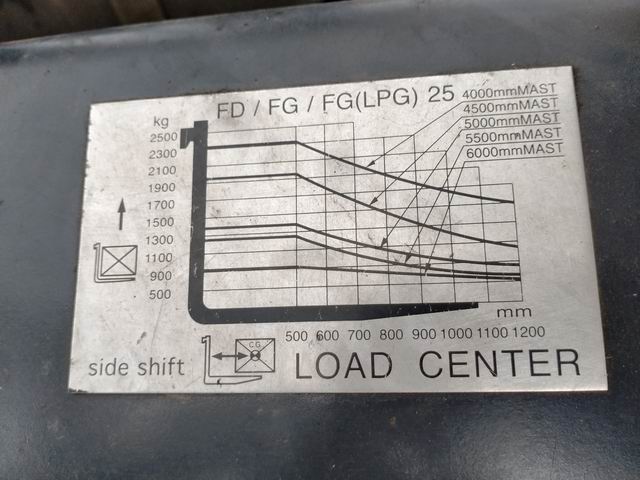 FD / FG / FG(LPG) 25
4000mmMAST
4500mmMAST
5000mmMAST
5500mmMAST
6000mmMAST
kg
2500
2300
2100
1900
1700
1500
1300
1100
900
500
mm
500 600 700 800 900 1000 1100 1200
side shift
CG
LOAD CENTER